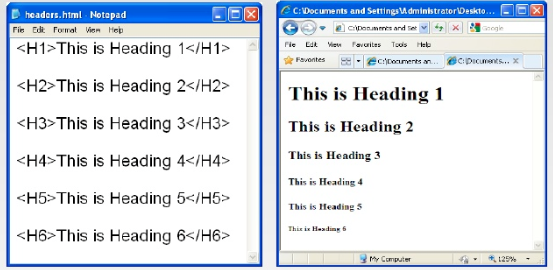 headers.html - Notepad
File Edit Format View Help
<H1>This is Heading 1</H1>
<H2>This is Heading 2</H2>
<H3>This is Heading 3</H3>
<H4>This is Heading 4</H4>
<H5>This is Heading 5</H5>
<H6>This is Heading 6</H6>
C:\Documents and Settings\Administrator\Deskto...
C:\Documents and Set
Google
File Edit View Favorites Tools Help
Favorites
C:\Documents an...
C:\Documents...
This is Heading 1
This is Heading 2
This is Heading 3
This is Heading 4
This is Heading 5
This is Heading 6
My Computer
125%